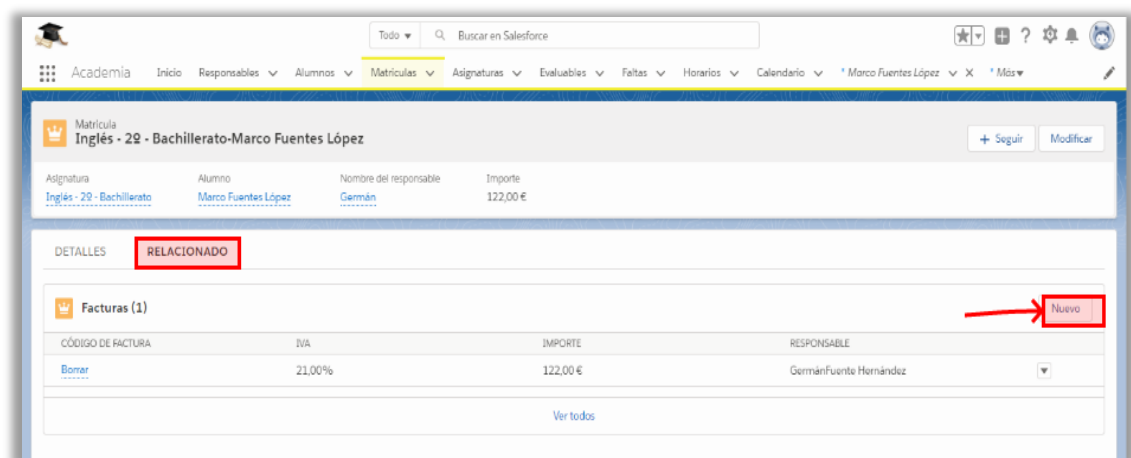 Todo Buscar en Salesforce
Academia Inicio Responsables Alumnos Matriculas Asignaturas Evaluables Faltas Horarios Calendario * Marco Fuentes López * Más
Matricula
Inglés - 2º - Bachillerato-Marco Fuentes López
+ Seguir Modificar
Asignatura Alumno Nombre del responsable Importe
Inglés - 2º - Bachillerato Marco Fuentes López Germán 122,00 €
DETALLES RELACIONADO
Facturas (1) Nuevo
CÓDIGO DE FACTURA IVA IMPORTE RESPONSABLE
Borrar 21,00% 122,00 € GermánFuente Hernández
Ver todos